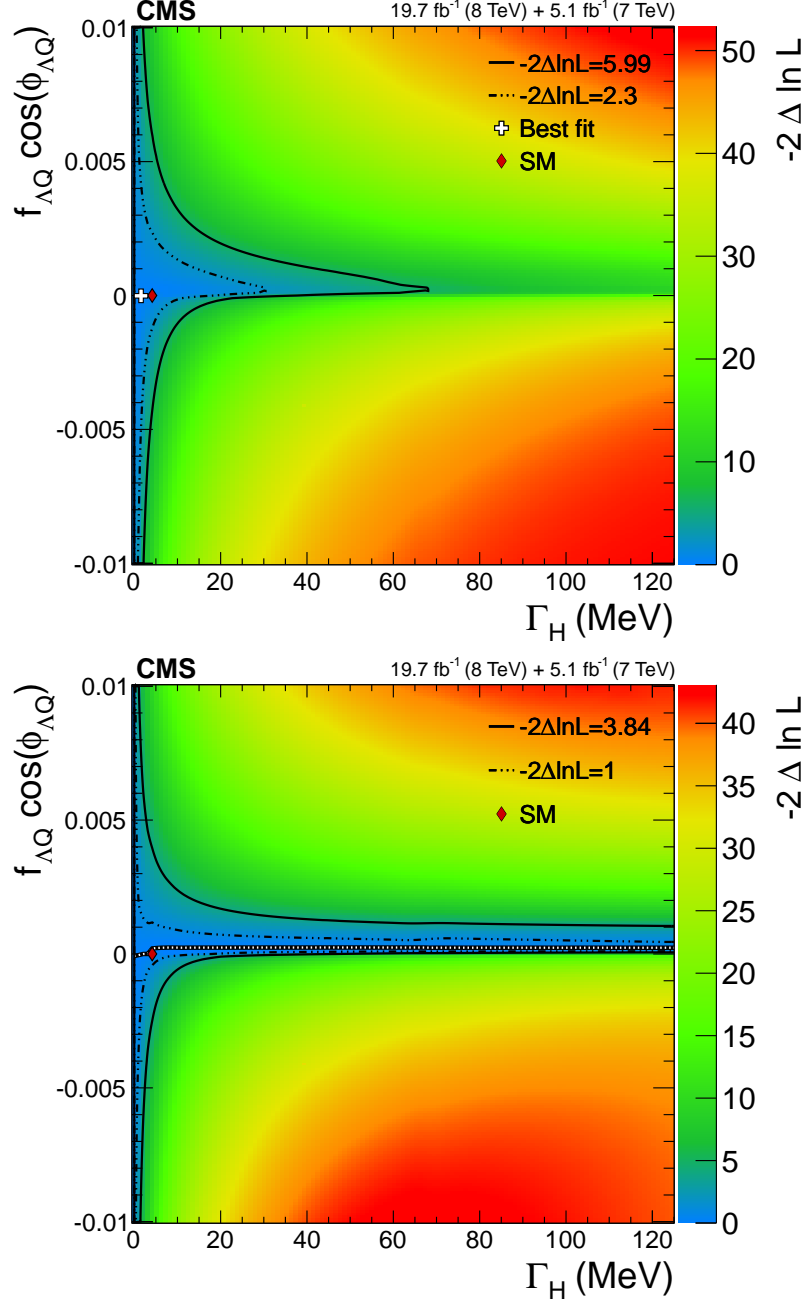 CMS 19.7 fb⁻¹ (8 TeV) + 5.1 fb⁻¹ (7 TeV)
f_ΛQ cos(ϕ_ΛQ)
0.01
0.005
0
-0.005
-0.01
-2ΔlnL=5.99
-2ΔlnL=2.3
Best fit
SM
0 20 40 60 80 100 120
Γ_H (MeV)
50
40
30
20
10
0
-2 Δ ln L
CMS 19.7 fb⁻¹ (8 TeV) + 5.1 fb⁻¹ (7 TeV)
f_ΛQ cos(ϕ_ΛQ)
0.01
0.005
0
-0.005
-0.01
-2ΔlnL=3.84
-2ΔlnL=1
SM
0 20 40 60 80 100 120
Γ_H (MeV)
40
35
30
25
20
15
10
5
0
-2 Δ ln L